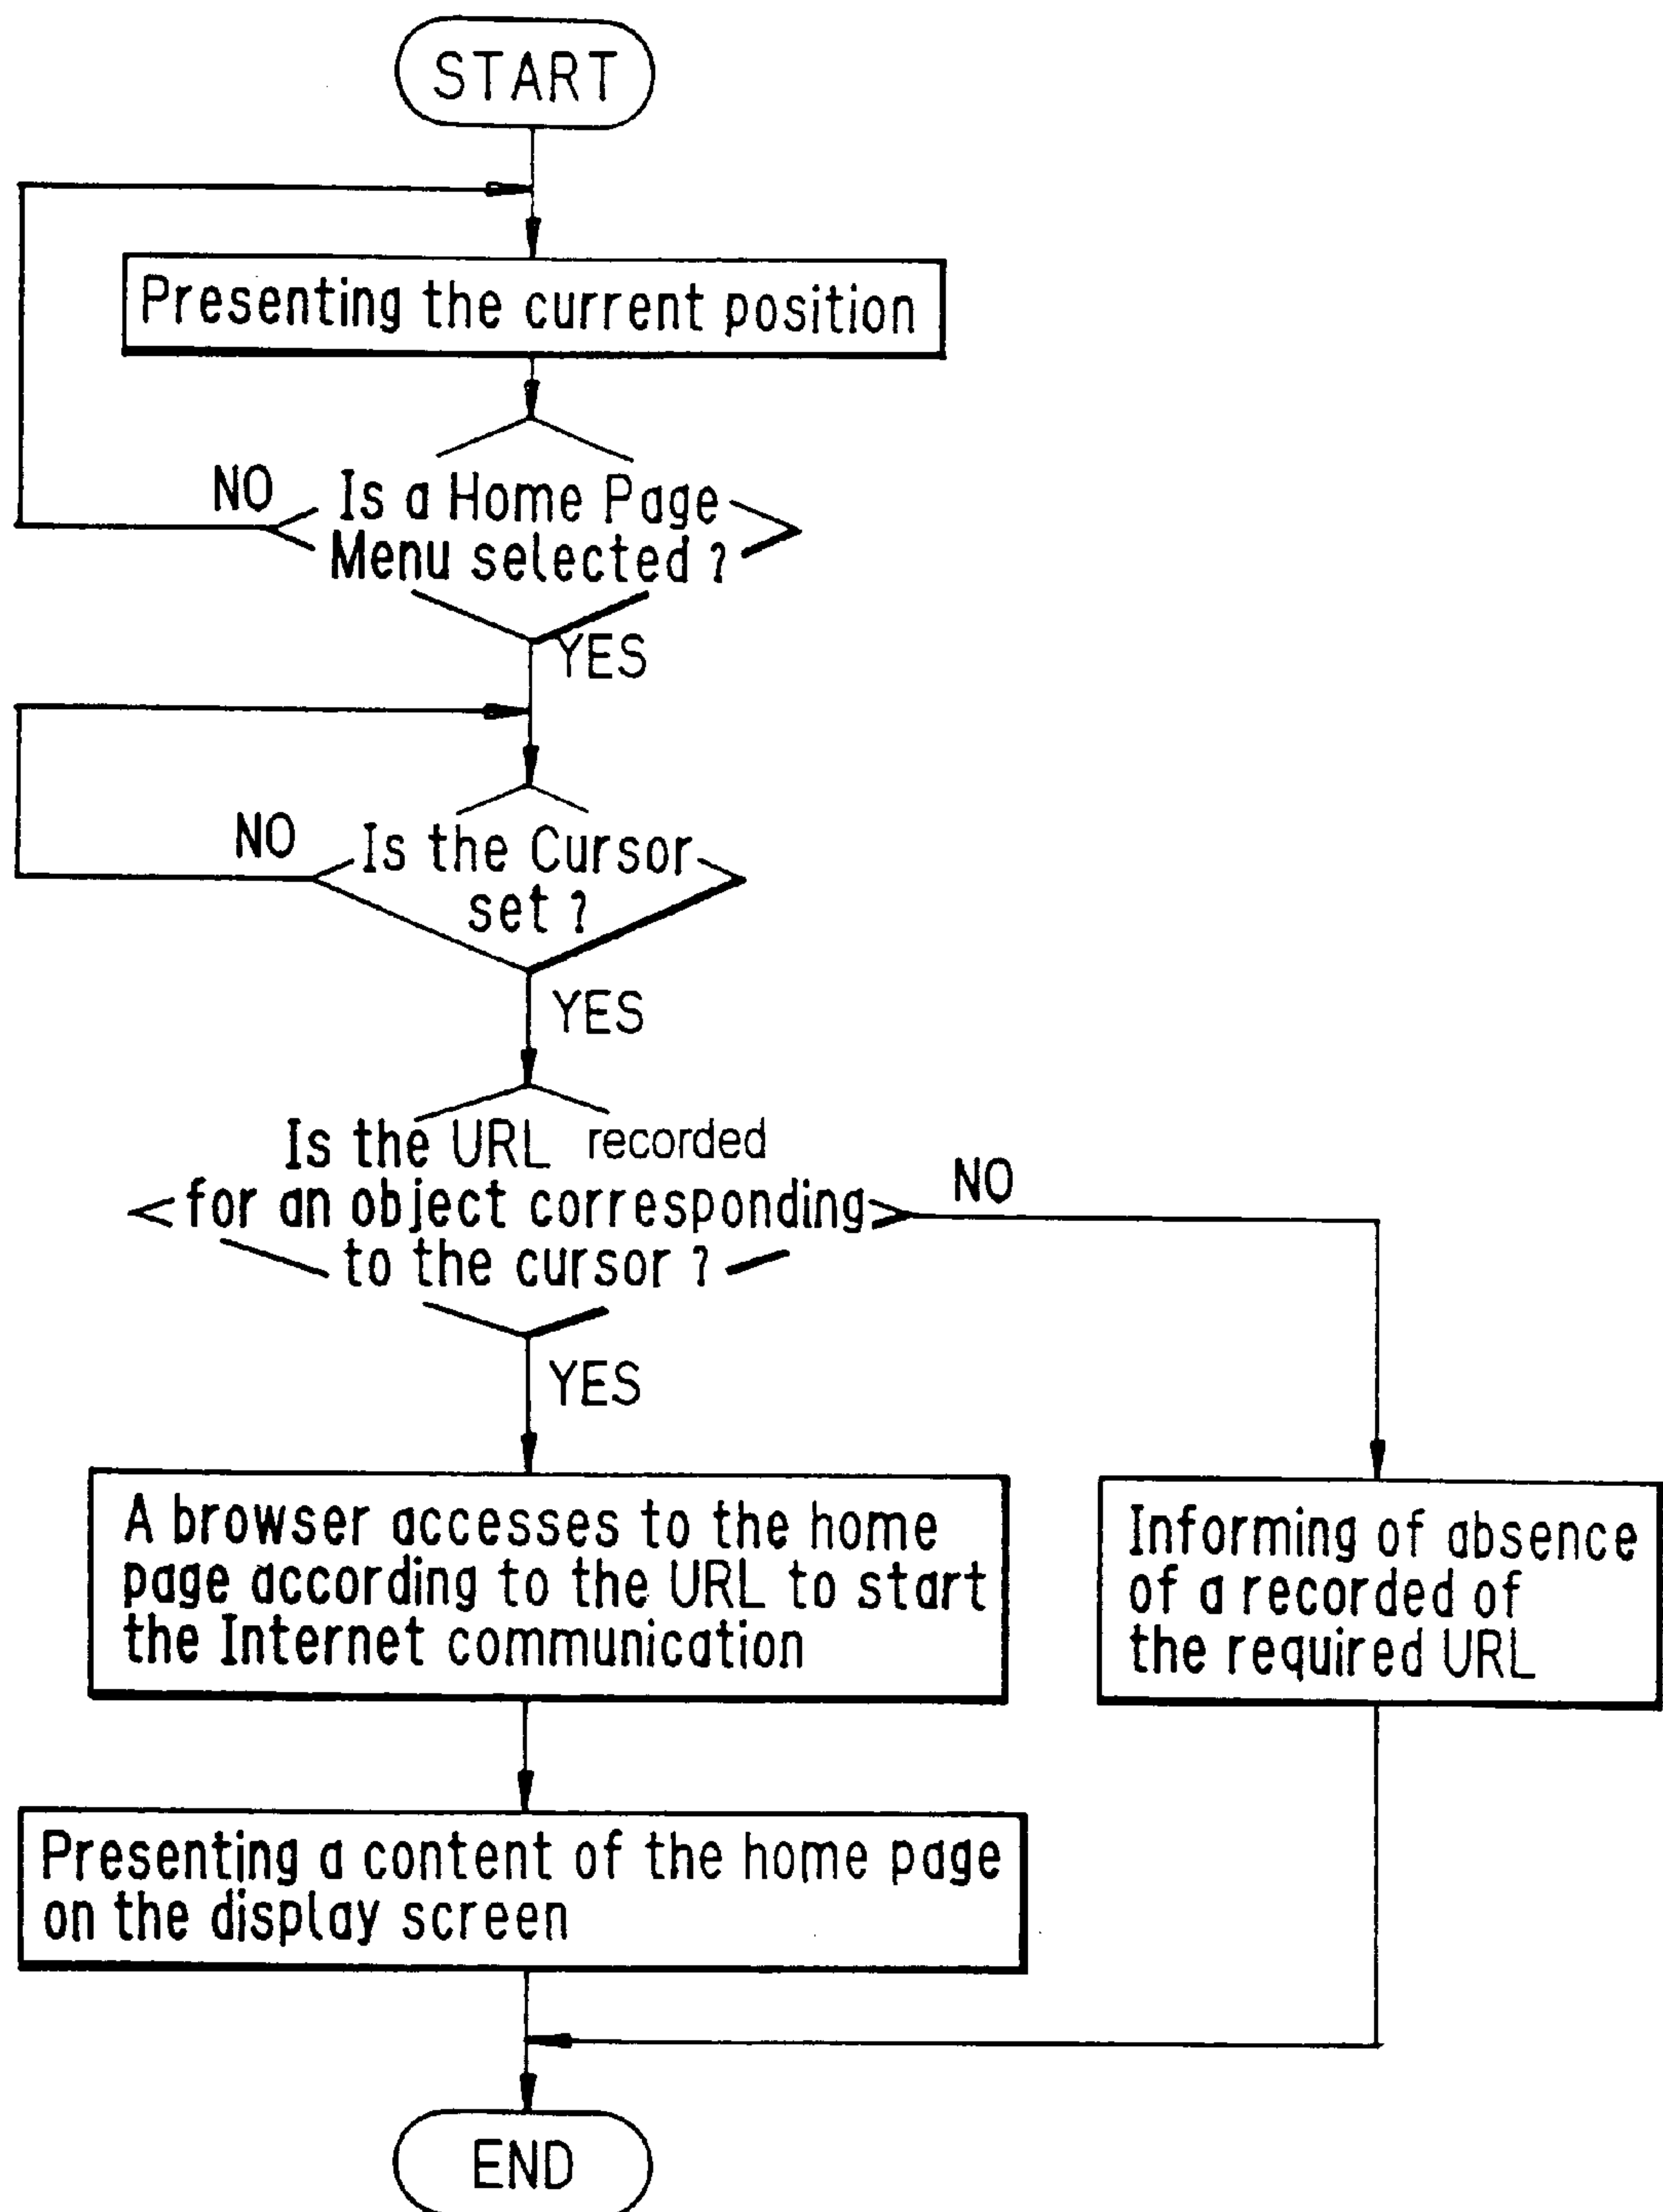 START
Presenting the current position
NO
Is a Home Page
Menu selected ?
YES
NO
Is the Cursor
set ?
YES
Is the URL recorded
for an object corresponding
to the cursor ?
NO
YES
A browser accesses to the home
page according to the URL to start
the Internet communication
Informing of absence
of a recorded of
the required URL
Presenting a content of the home page
on the display screen
END